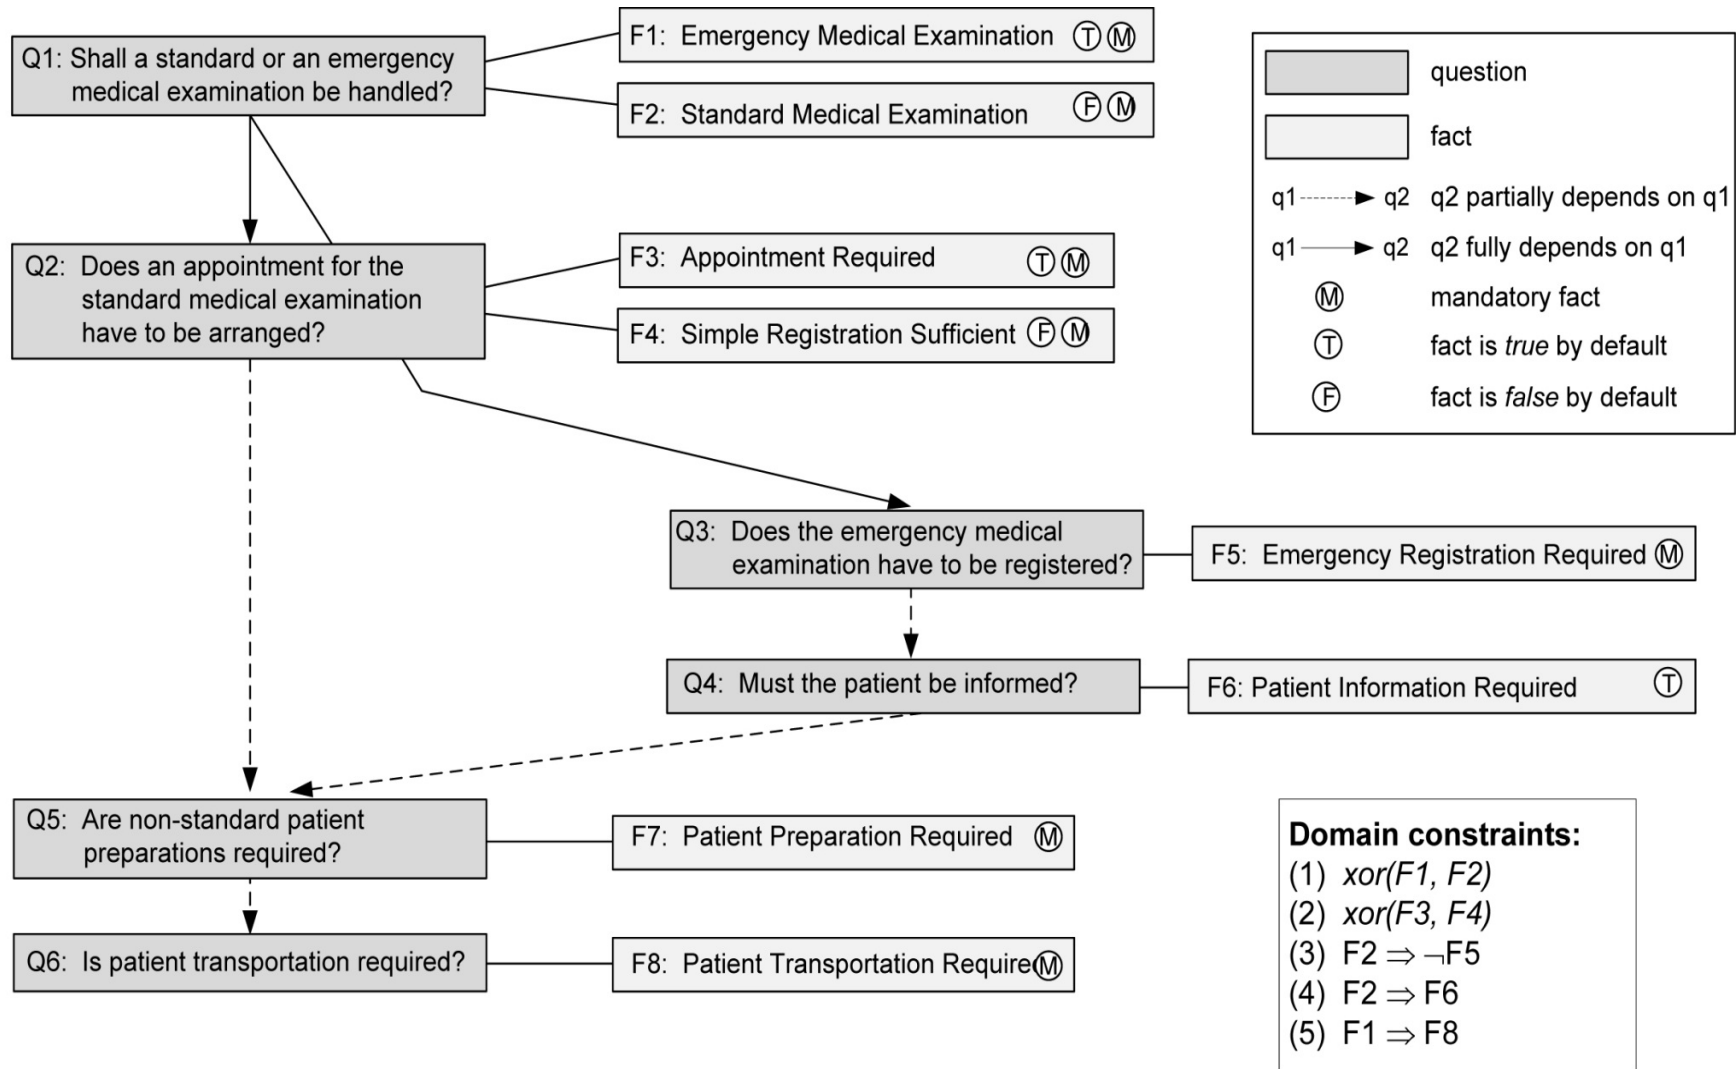 Q1: Shall a standard or an emergency
medical examination be handled?
F1: Emergency Medical Examination T M
F2: Standard Medical Examination F M
Q2: Does an appointment for the
standard medical examination
have to be arranged?
F3: Appointment Required T M
F4: Simple Registration Sufficient F M
Q3: Does the emergency medical
examination have to be registered?
F5: Emergency Registration Required M
Q4: Must the patient be informed?
F6: Patient Information Required T
Q5: Are non-standard patient
preparations required?
F7: Patient Preparation Required M
Q6: Is patient transportation required?
F8: Patient Transportation Require M
question
fact
q1 q2 q2 partially depends on q1
q1 q2 q2 fully depends on q1
M mandatory fact
T fact is true by default
F fact is false by default
Domain constraints:
(1) xor(F1, F2)
(2) xor(F3, F4)
(3) F2 ⇒ ¬F5
(4) F2 ⇒ F6
(5) F1 ⇒ F8